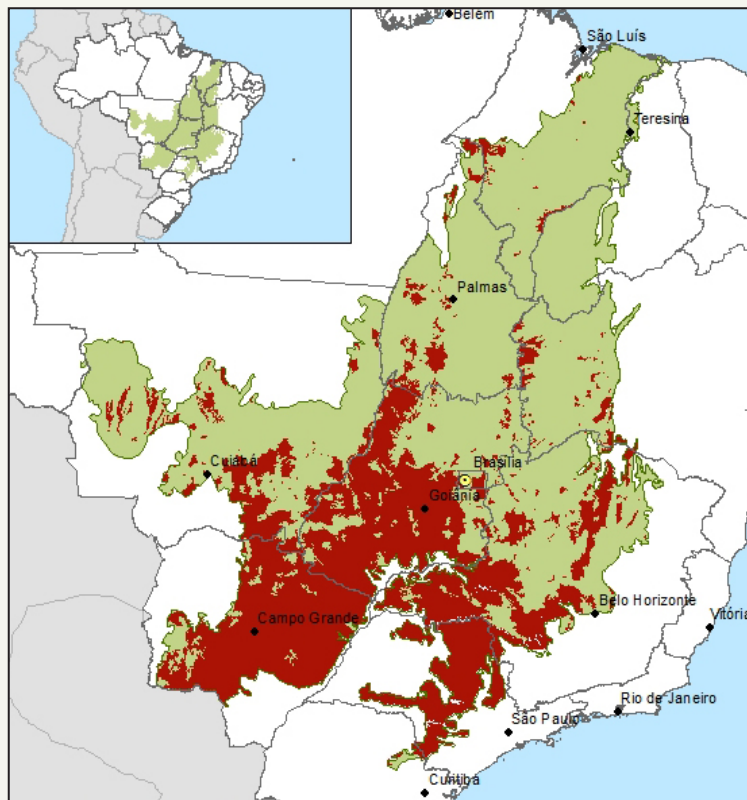 Belém
São Luís
Teresina
Palmas
Cuiabá
Brasília
Goiânia
Campo Grande
Belo Horizonte
Vitória
Rio de Janeiro
São Paulo
Curitiba